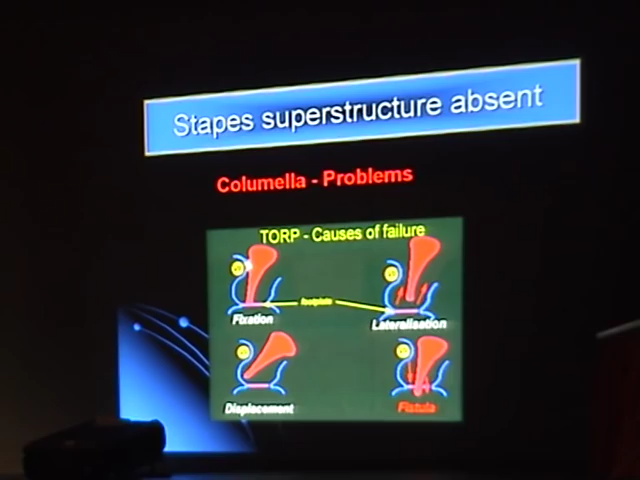 Stapes superstructure absent
Columella - Problems
TORP - Causes of failure
footplate
Fixation
Lateralisation
Displacement
Fistula